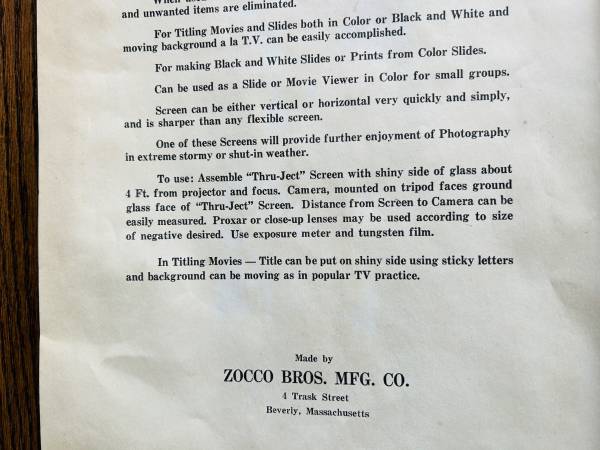 and unwanted items are eliminated.
For Titling Movies and Slides both in Color or Black and White and
moving background a la T.V. can be easily accomplished.
For making Black and White Slides or Prints from Color Slides.
Can be used as a Slide or Movie Viewer in Color for small groups.
Screen can be either vertical or horizontal very quickly and simply,
and is sharper than any flexible screen.
One of these Screens will provide further enjoyment of Photography
in extreme stormy or shut-in weather.
To use: Assemble “Thru-Ject” Screen with shiny side of glass about
4 Ft. from projector and focus. Camera, mounted on tripod faces ground
glass face of “Thru-Ject” Screen. Distance from Screen to Camera can be
easily measured. Proxar or close-up lenses may be used according to size
of negative desired. Use exposure meter and tungsten film.
In Titling Movies — Title can be put on shiny side using sticky letters
and background can be moving as in popular TV practice.
Made by
ZOCCO BROS. MFG. CO.
4 Trask Street
Beverly, Massachusetts